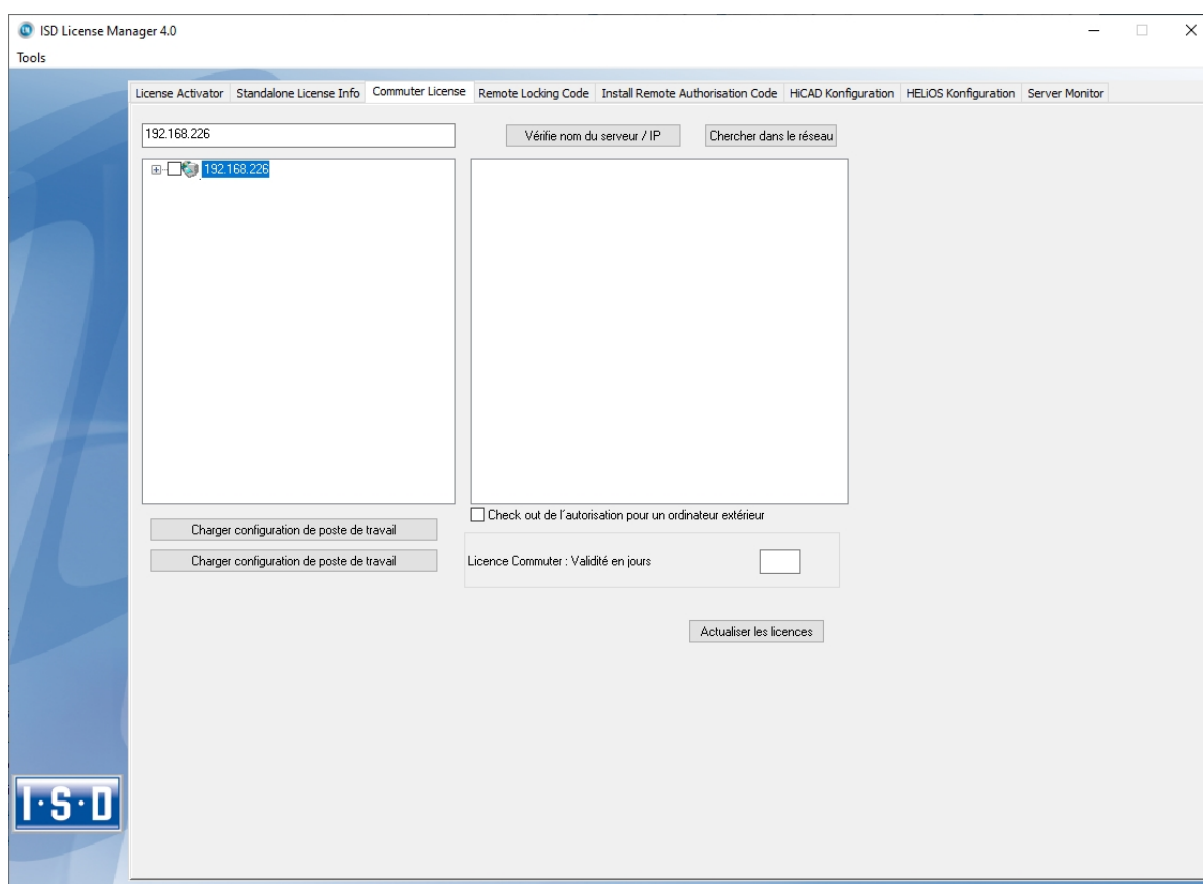 ISD License Manager 4.0
Tools
License Activator Standalone License Info Commuter License Remote Locking Code Install Remote Authorisation Code HiCAD Konfiguration HELiOS Konfiguration Server Monitor
192.168.226 Vérifie nom du serveur / IP Chercher dans le réseau
192.168.226
Check out de l´autorisation pour un ordinateur extérieur
Charger configuration de poste de travail
Charger configuration de poste de travail Licence Commuter : Validité en jours
Actualiser les licences
I·S·D